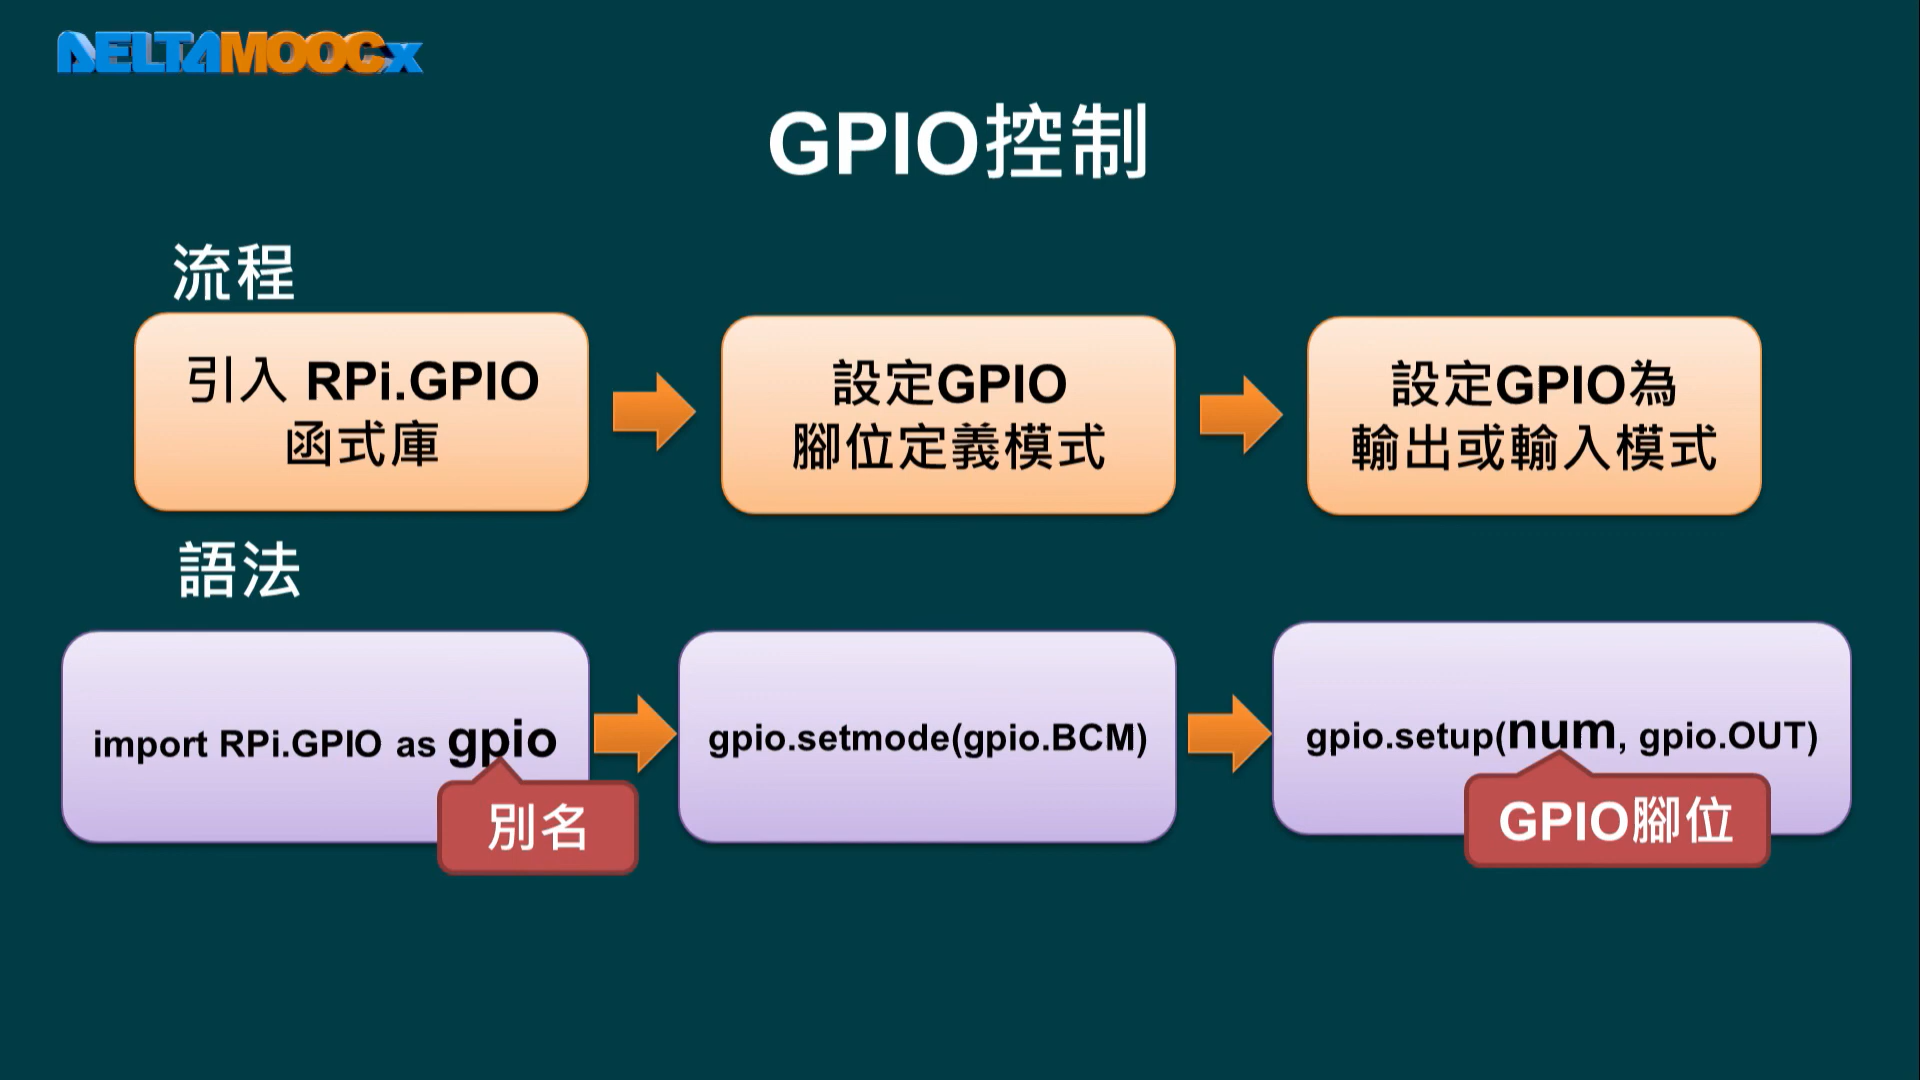 DELTAMOOCx
GPIO控制
流程
引入 RPi.GPIO
函式庫
設定GPIO
腳位定義模式
設定GPIO為
輸出或輸入模式
語法
import RPi.GPIO as gpio
別名
gpio.setmode(gpio.BCM)
gpio.setup(num, gpio.OUT)
GPIO腳位